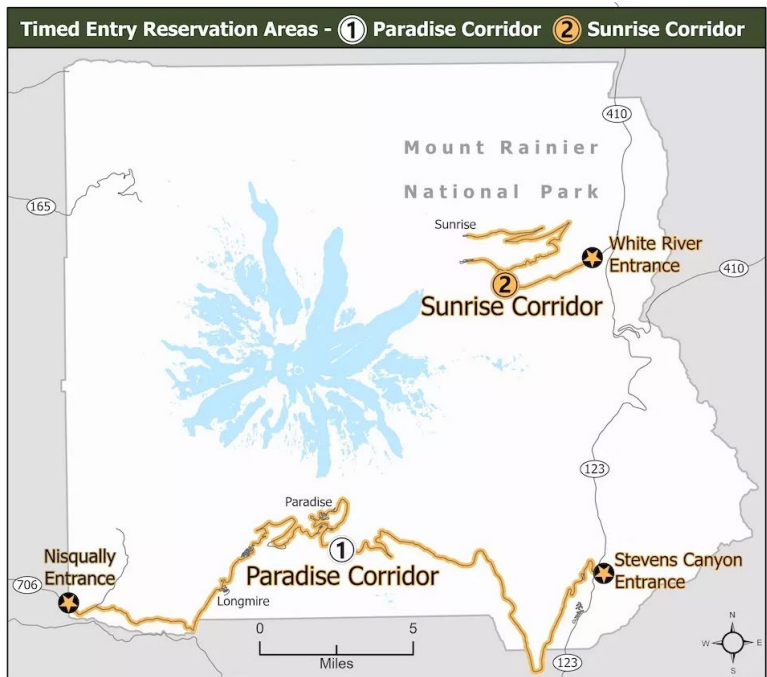 Timed Entry Reservation Areas - 1 Paradise Corridor 2 Sunrise Corridor
410
Mount Rainier
National Park
165
Sunrise
White River
Entrance
410
2
Sunrise Corridor
123
Paradise
1
Paradise Corridor
Nisqually
Entrance
706
Longmire
Stevens Canyon
Entrance
0 5
Miles
123
N
W E
S